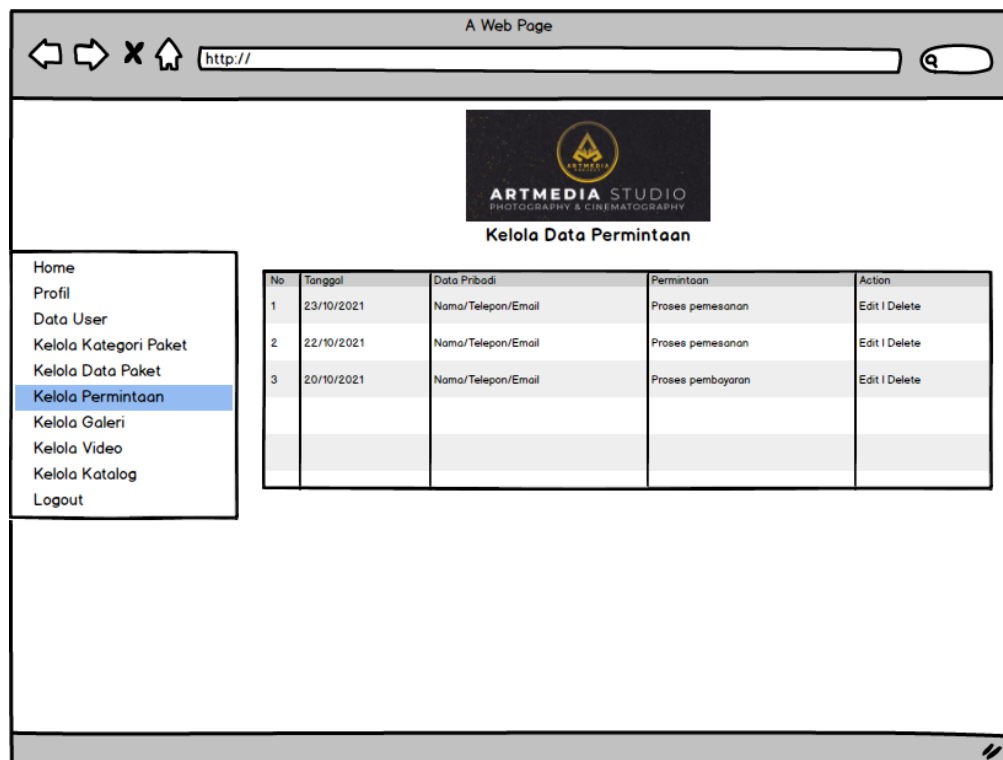 A Web Page
http://
ARTMEDIA
PROJECT
ARTMEDIA STUDIO
PHOTOGRAPHY & CINEMATOGRAPHY
Kelola Data Permintaan
Home
Profil
Data User
Kelola Kategori Paket
Kelola Data Paket
Kelola Permintaan
Kelola Galeri
Kelola Video
Kelola Katalog
Logout
No Tanggal Data Pribadi Permintaan Action
1 23/10/2021 Nama/Telepon/Email Proses pemesanan Edit | Delete
2 22/10/2021 Nama/Telepon/Email Proses pemesanan Edit | Delete
3 20/10/2021 Nama/Telepon/Email Proses pembayaran Edit | Delete